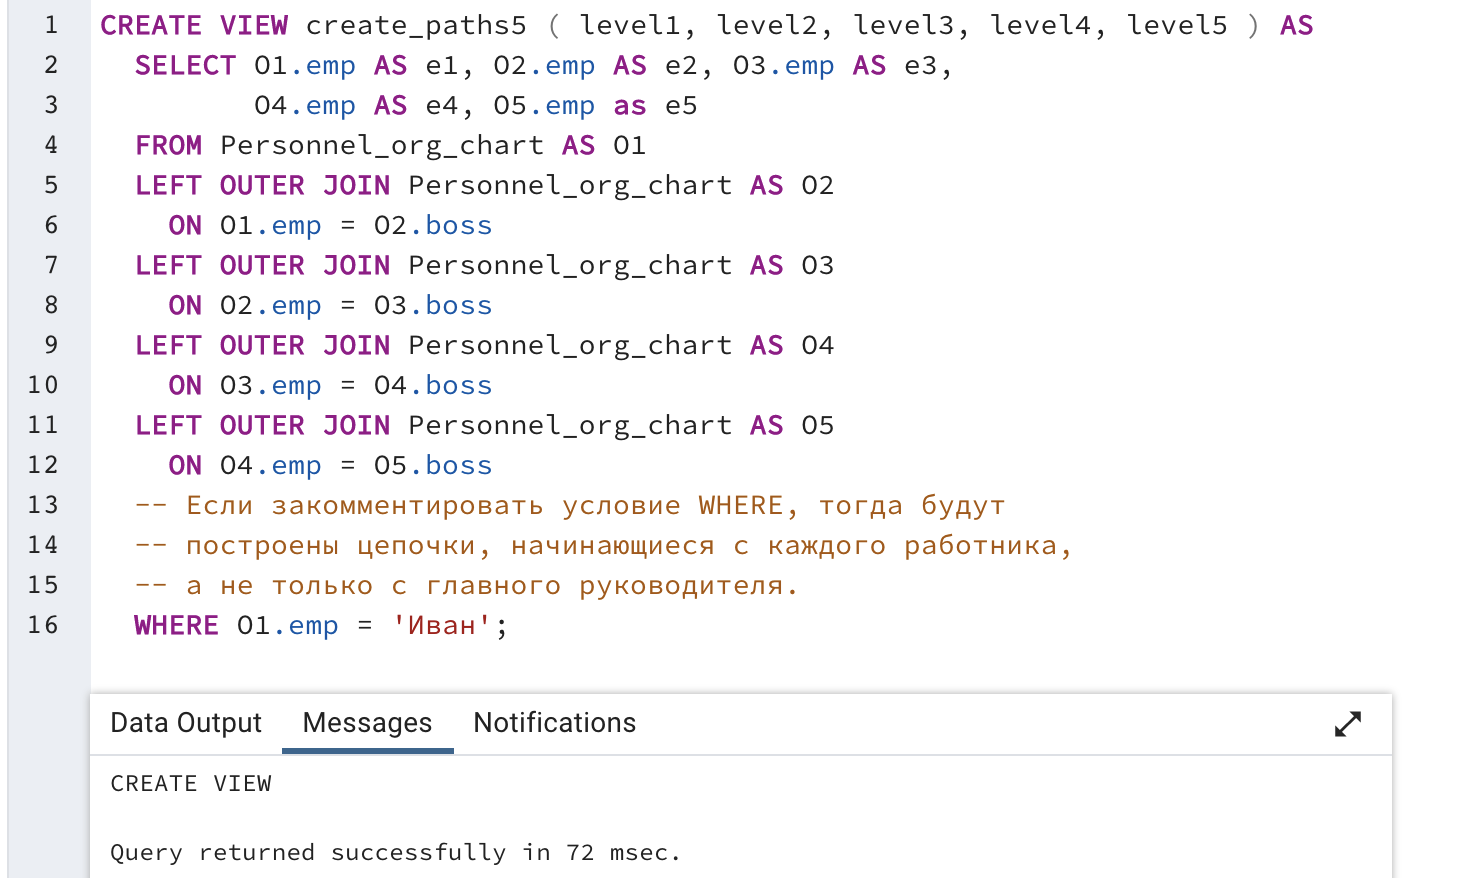 1 CREATE VIEW create_paths5 ( level1, level2, level3, level4, level5 ) AS
2 SELECT O1.emp AS e1, O2.emp AS e2, O3.emp AS e3,
3 O4.emp AS e4, O5.emp as e5
4 FROM Personnel_org_chart AS O1
5 LEFT OUTER JOIN Personnel_org_chart AS O2
6 ON O1.emp = O2.boss
7 LEFT OUTER JOIN Personnel_org_chart AS O3
8 ON O2.emp = O3.boss
9 LEFT OUTER JOIN Personnel_org_chart AS O4
10 ON O3.emp = O4.boss
11 LEFT OUTER JOIN Personnel_org_chart AS O5
12 ON O4.emp = O5.boss
13 -- Если закомментировать условие WHERE, тогда будут
14 -- построены цепочки, начинающиеся с каждого работника,
15 -- а не только с главного руководителя.
16 WHERE O1.emp = 'Иван';
Data Output Messages Notifications
CREATE VIEW
Query returned successfully in 72 msec.